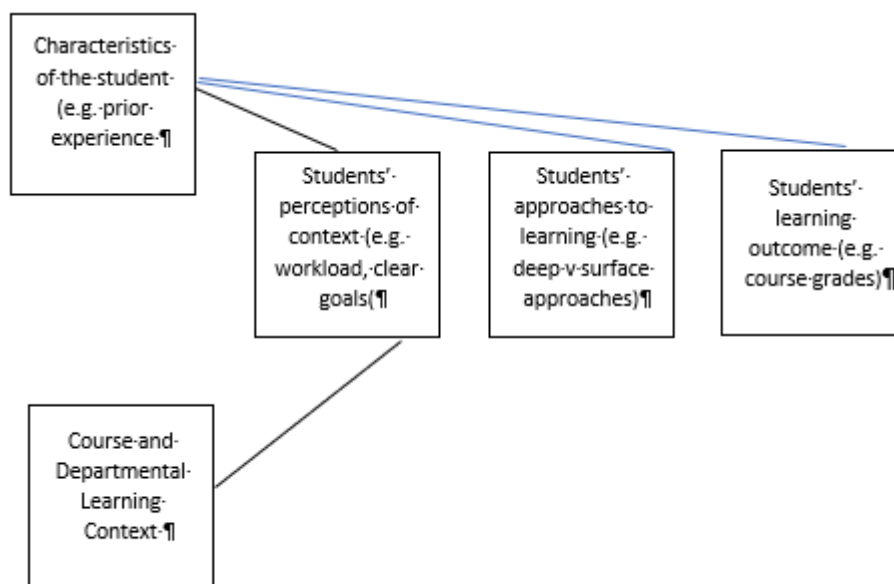 Characteristics·
of·the·student·
(e.g.·prior·
experience·¶
Students'·
perceptions·of·
context·(e.g.·
workload,·clear·
goals(¶
Students'·
approaches·to·
learning·(e.g.·
deep·v·surface·
approaches)¶
Students'·
learning·
outcome·(e.g.·
course·grades)¶
Course·and·
Departmental·
Learning·
Context·¶